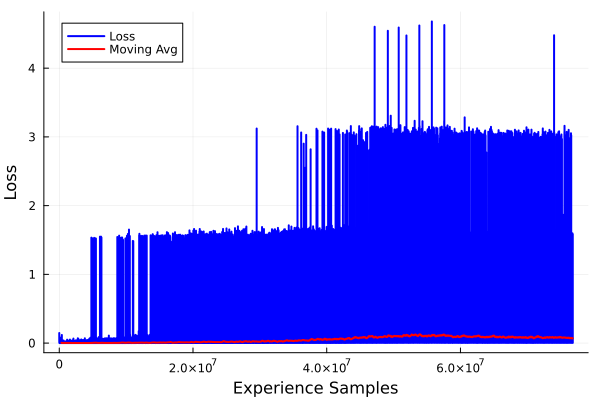 Loss
Moving Avg
4
3
2
1
0
Loss
0
2.0×10⁷
4.0×10⁷
6.0×10⁷
Experience Samples